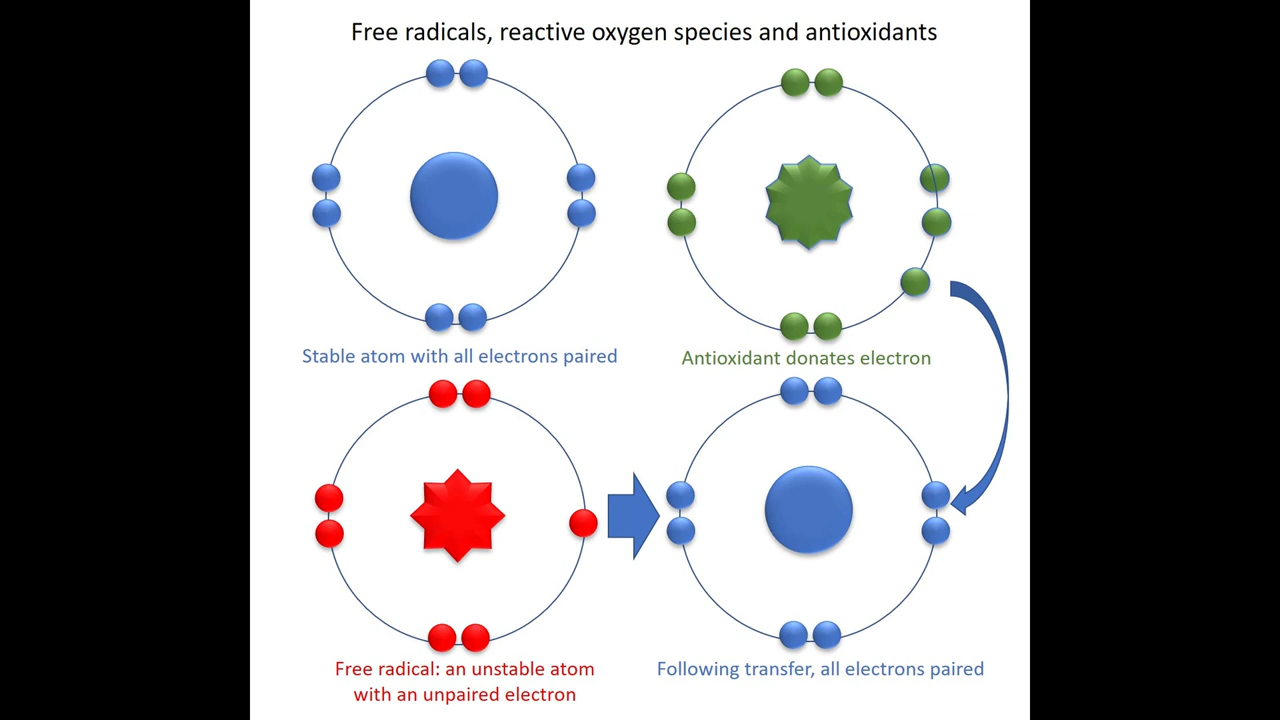 Free radicals, reactive oxygen species and antioxidants
Stable atom with all electrons paired
Antioxidant donates electron
Free radical: an unstable atom
with an unpaired electron
Following transfer, all electrons paired